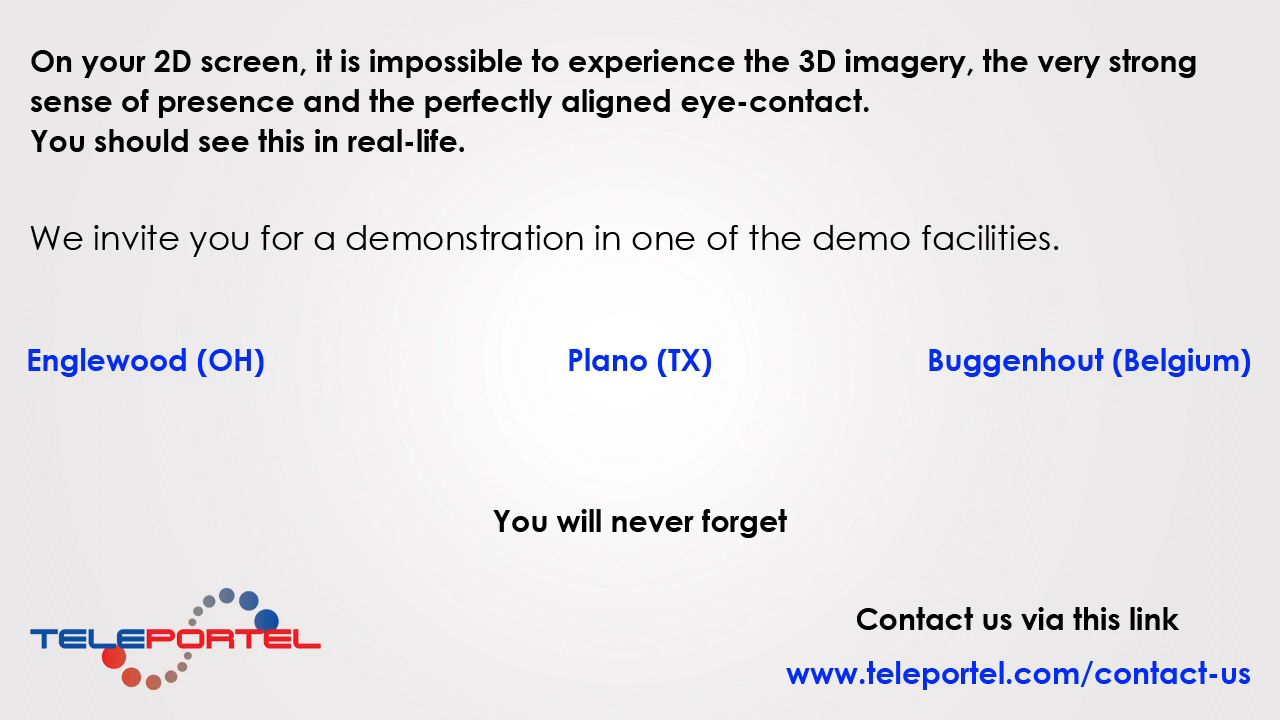 On your 2D screen, it is impossible to experience the 3D imagery, the very strong
sense of presence and the perfectly aligned eye-contact.
You should see this in real-life.
We invite you for a demonstration in one of the demo facilities.
Englewood (OH) Plano (TX) Buggenhout (Belgium)
You will never forget
TELEPORTEL
Contact us via this link
www.teleportel.com/contact-us